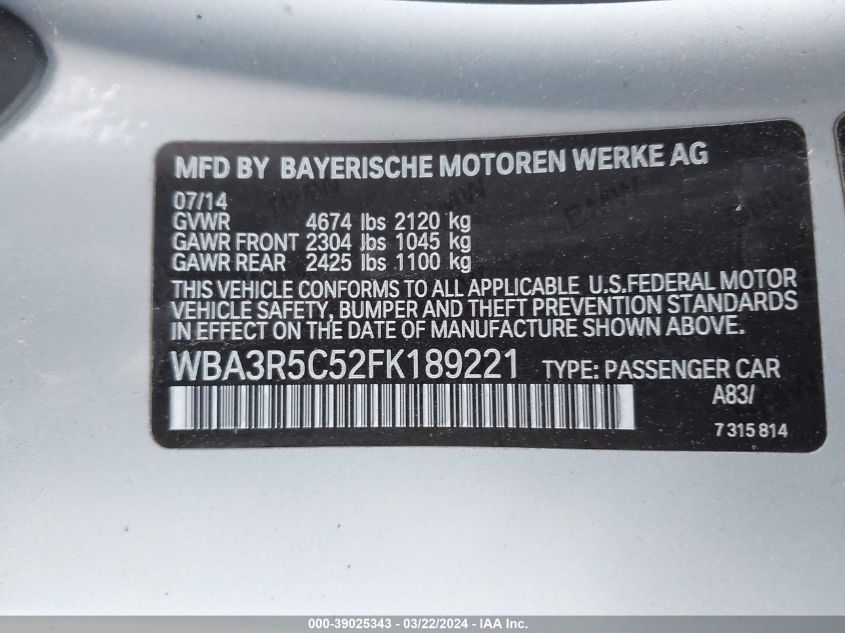 MFD BY BAYERISCHE MOTOREN WERKE AG
07/14
GVWR 4674 lbs 2120 kg
GAWR FRONT 2304 lbs 1045 kg
GAWR REAR 2425 lbs 1100 kg
THIS VEHICLE CONFORMS TO ALL APPLICABLE U.S.FEDERAL MOTOR
VEHICLE SAFETY, BUMPER AND THEFT PREVENTION STANDARDS
IN EFFECT ON THE DATE OF MANUFACTURE SHOWN ABOVE.
WBA3R5C52FK189221 TYPE: PASSENGER CAR
A83/
7 315 814
000-39025343 - 03/22/2024 - IAA Inc.